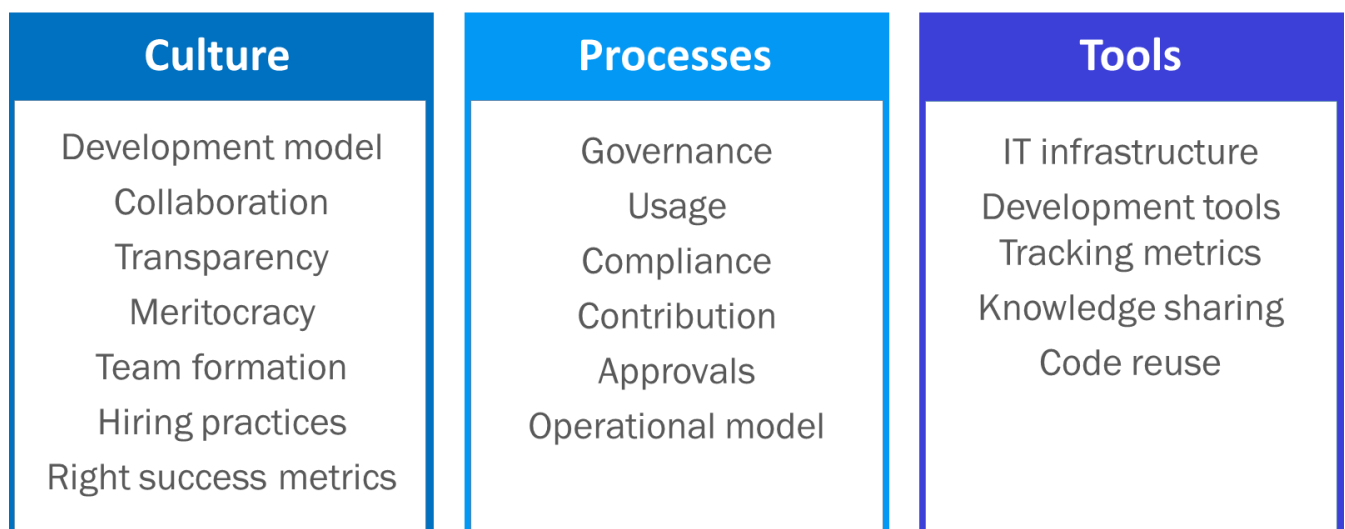 Culture
Development model
Collaboration
Transparency
Meritocracy
Team formation
Hiring practices
Right success metrics
Processes
Governance
Usage
Compliance
Contribution
Approvals
Operational model
Tools
IT infrastructure
Development tools
Tracking metrics
Knowledge sharing
Code reuse